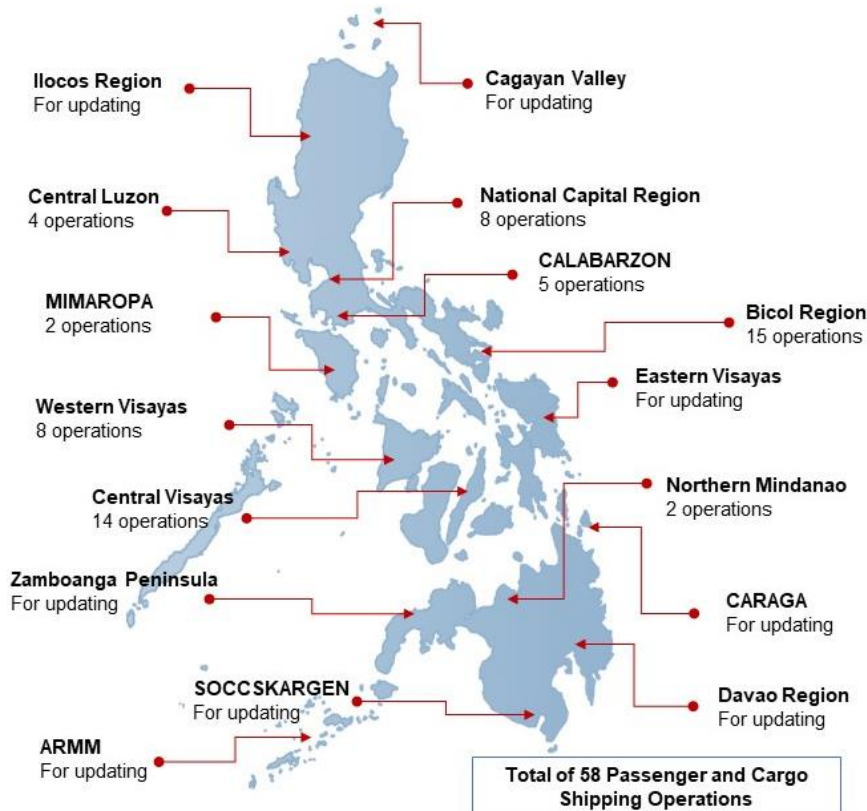 Ilocos Region
For updating
Cagayan Valley
For updating
Central Luzon
4 operations
National Capital Region
8 operations
CALABARZON
5 operations
MIMAROPA
2 operations
Bicol Region
15 operations
Eastern Visayas
For updating
Western Visayas
8 operations
Central Visayas
14 operations
Northern Mindanao
2 operations
Zamboanga Peninsula
For updating
CARAGA
For updating
SOCCSKARGEN
For updating
Davao Region
For updating
ARMM
For updating
Total of 58 Passenger and Cargo
Shipping Operations